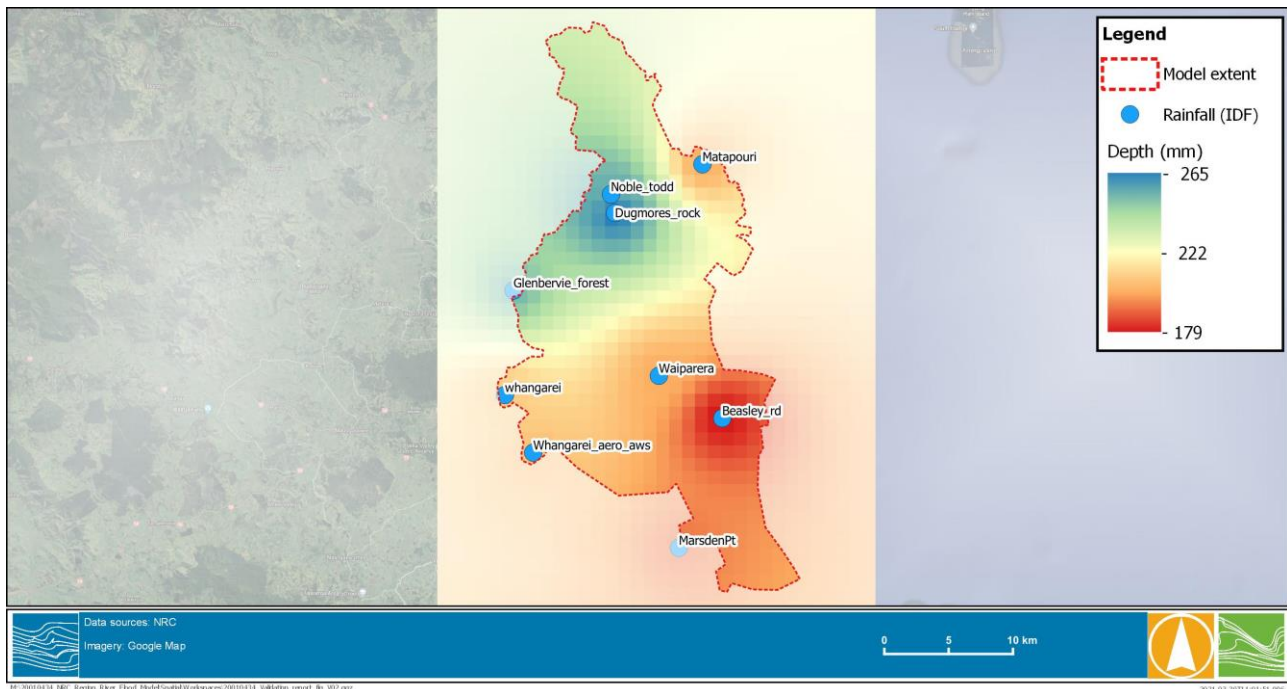 Legend
Model extent
Rainfall (IDF)
Depth (mm)
265
222
179
Matapouri
Noble_todd
Dugmores_rock
Glenbervie_forest
Waiparera
whangarei
Beasley_rd
Whangarei_aero_aws
MarsdenPt
Data sources: NRC
Imagery: Google Map
0 5 10 km